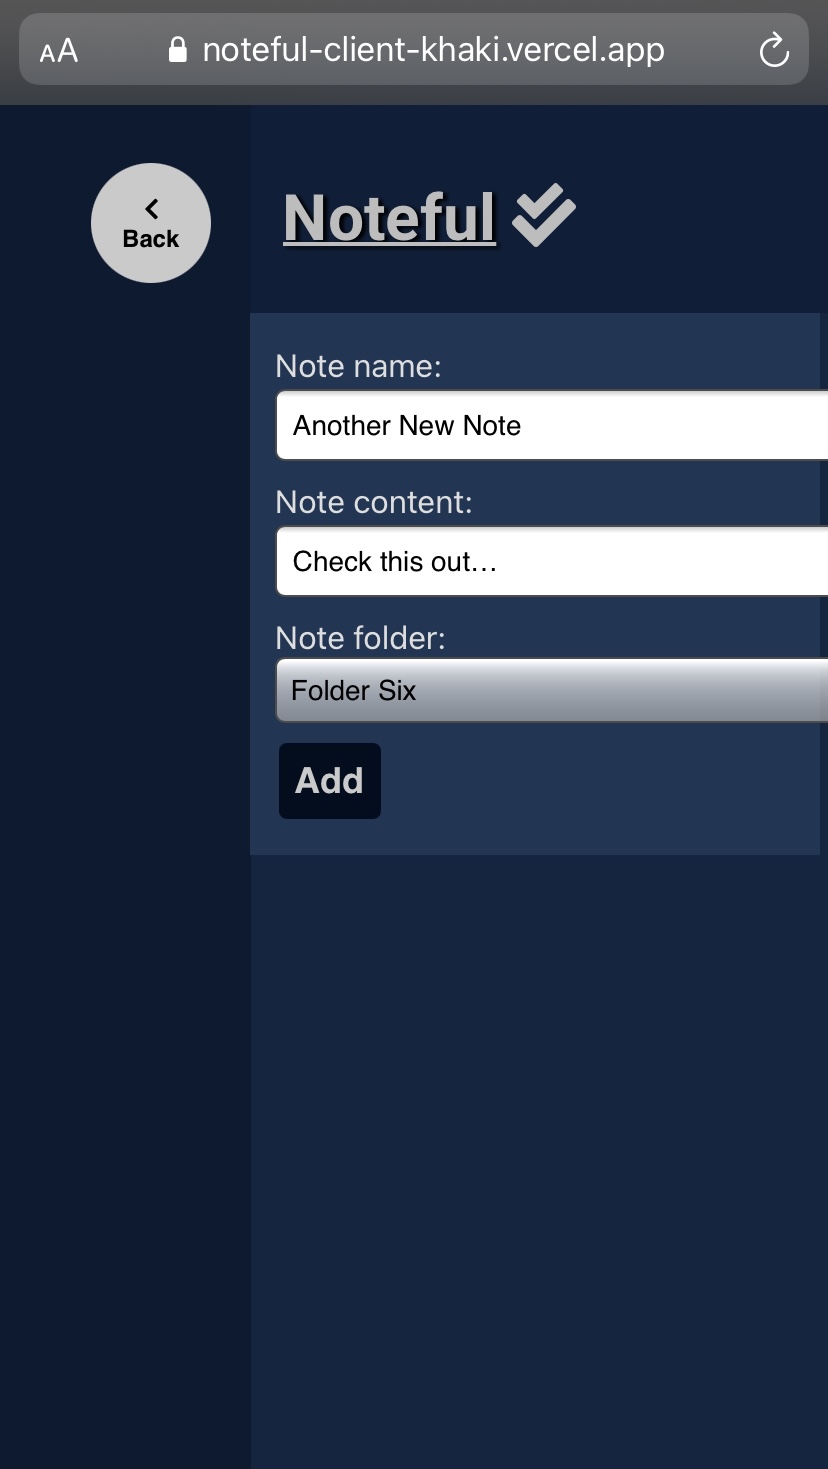 AA noteful-client-khaki.vercel.app
Back
Noteful
Note name:
Another New Note
Note content:
Check this out...
Note folder:
Folder Six
Add